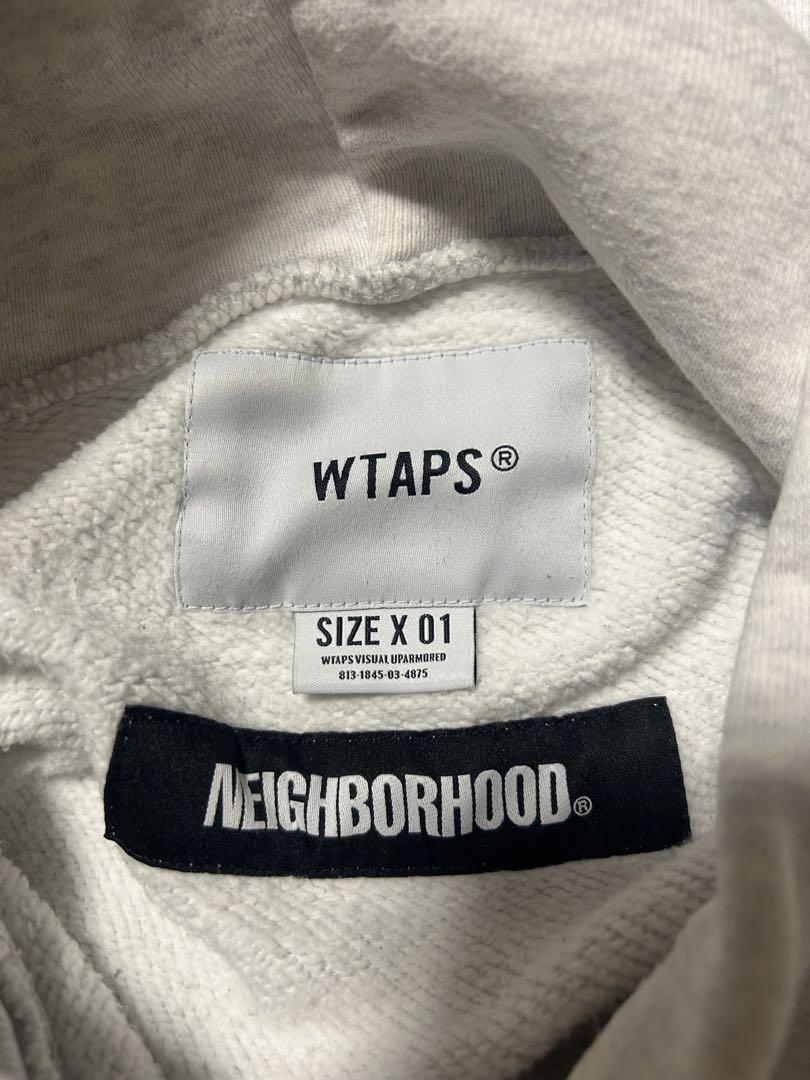 WTAPS®
SIZE X 01
WTAPS VISUAL UPARMORED
813-1845-03-4875
NEIGHBORHOOD®